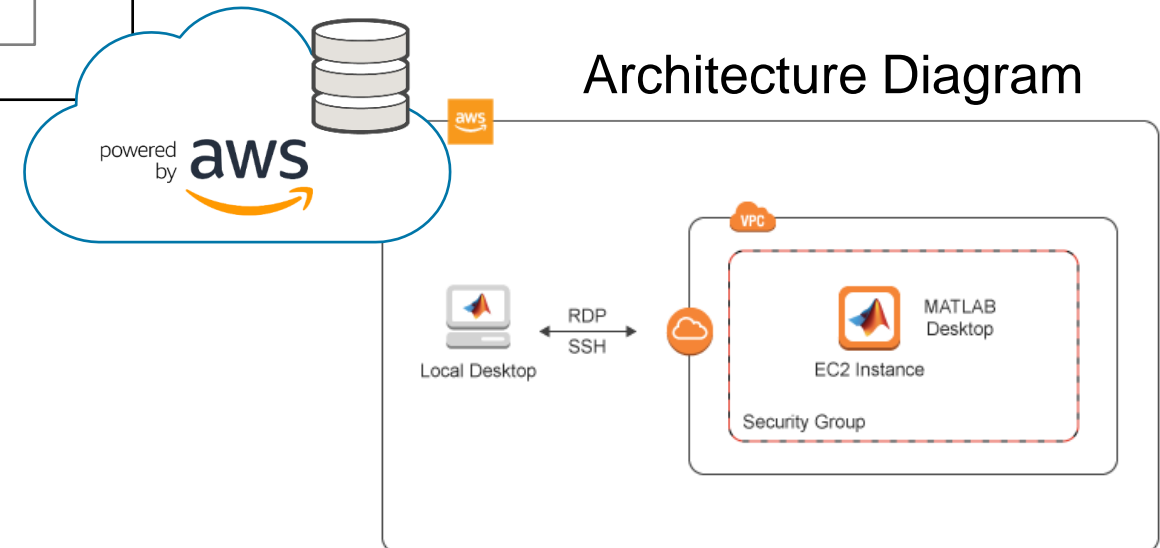 Architecture Diagram
aws
powered
by
aws
VPC
RDP
SSH
Local Desktop
MATLAB
Desktop
EC2 Instance
Security Group